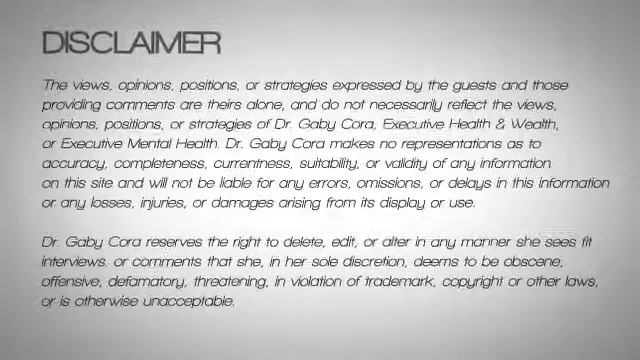 DISCLAIMER
The views, opinions, positions, or strategies expressed by the guests and those
providing comments are theirs alone, and do not necessarily reflect the views,
opinions, positions, or strategies of Dr. Gaby Cora, Executive Health & Wealth,
or Executive Mental Health. Dr. Gaby Cora makes no representations as to
accuracy, completeness, currentness, suitability, or validity of any information
on this site and will not be liable for any errors, omissions, or delays in this information
or any losses, injuries, or damages arising from its display or use.
Dr. Gaby Cora reserves the right to delete, edit, or alter in any manner she sees fit
interviews. or comments that she, in her sole discretion, deems to be obscene,
offensive, defamatory, threatening, in violation of trademark, copyright or other laws,
or is otherwise unacceptable.